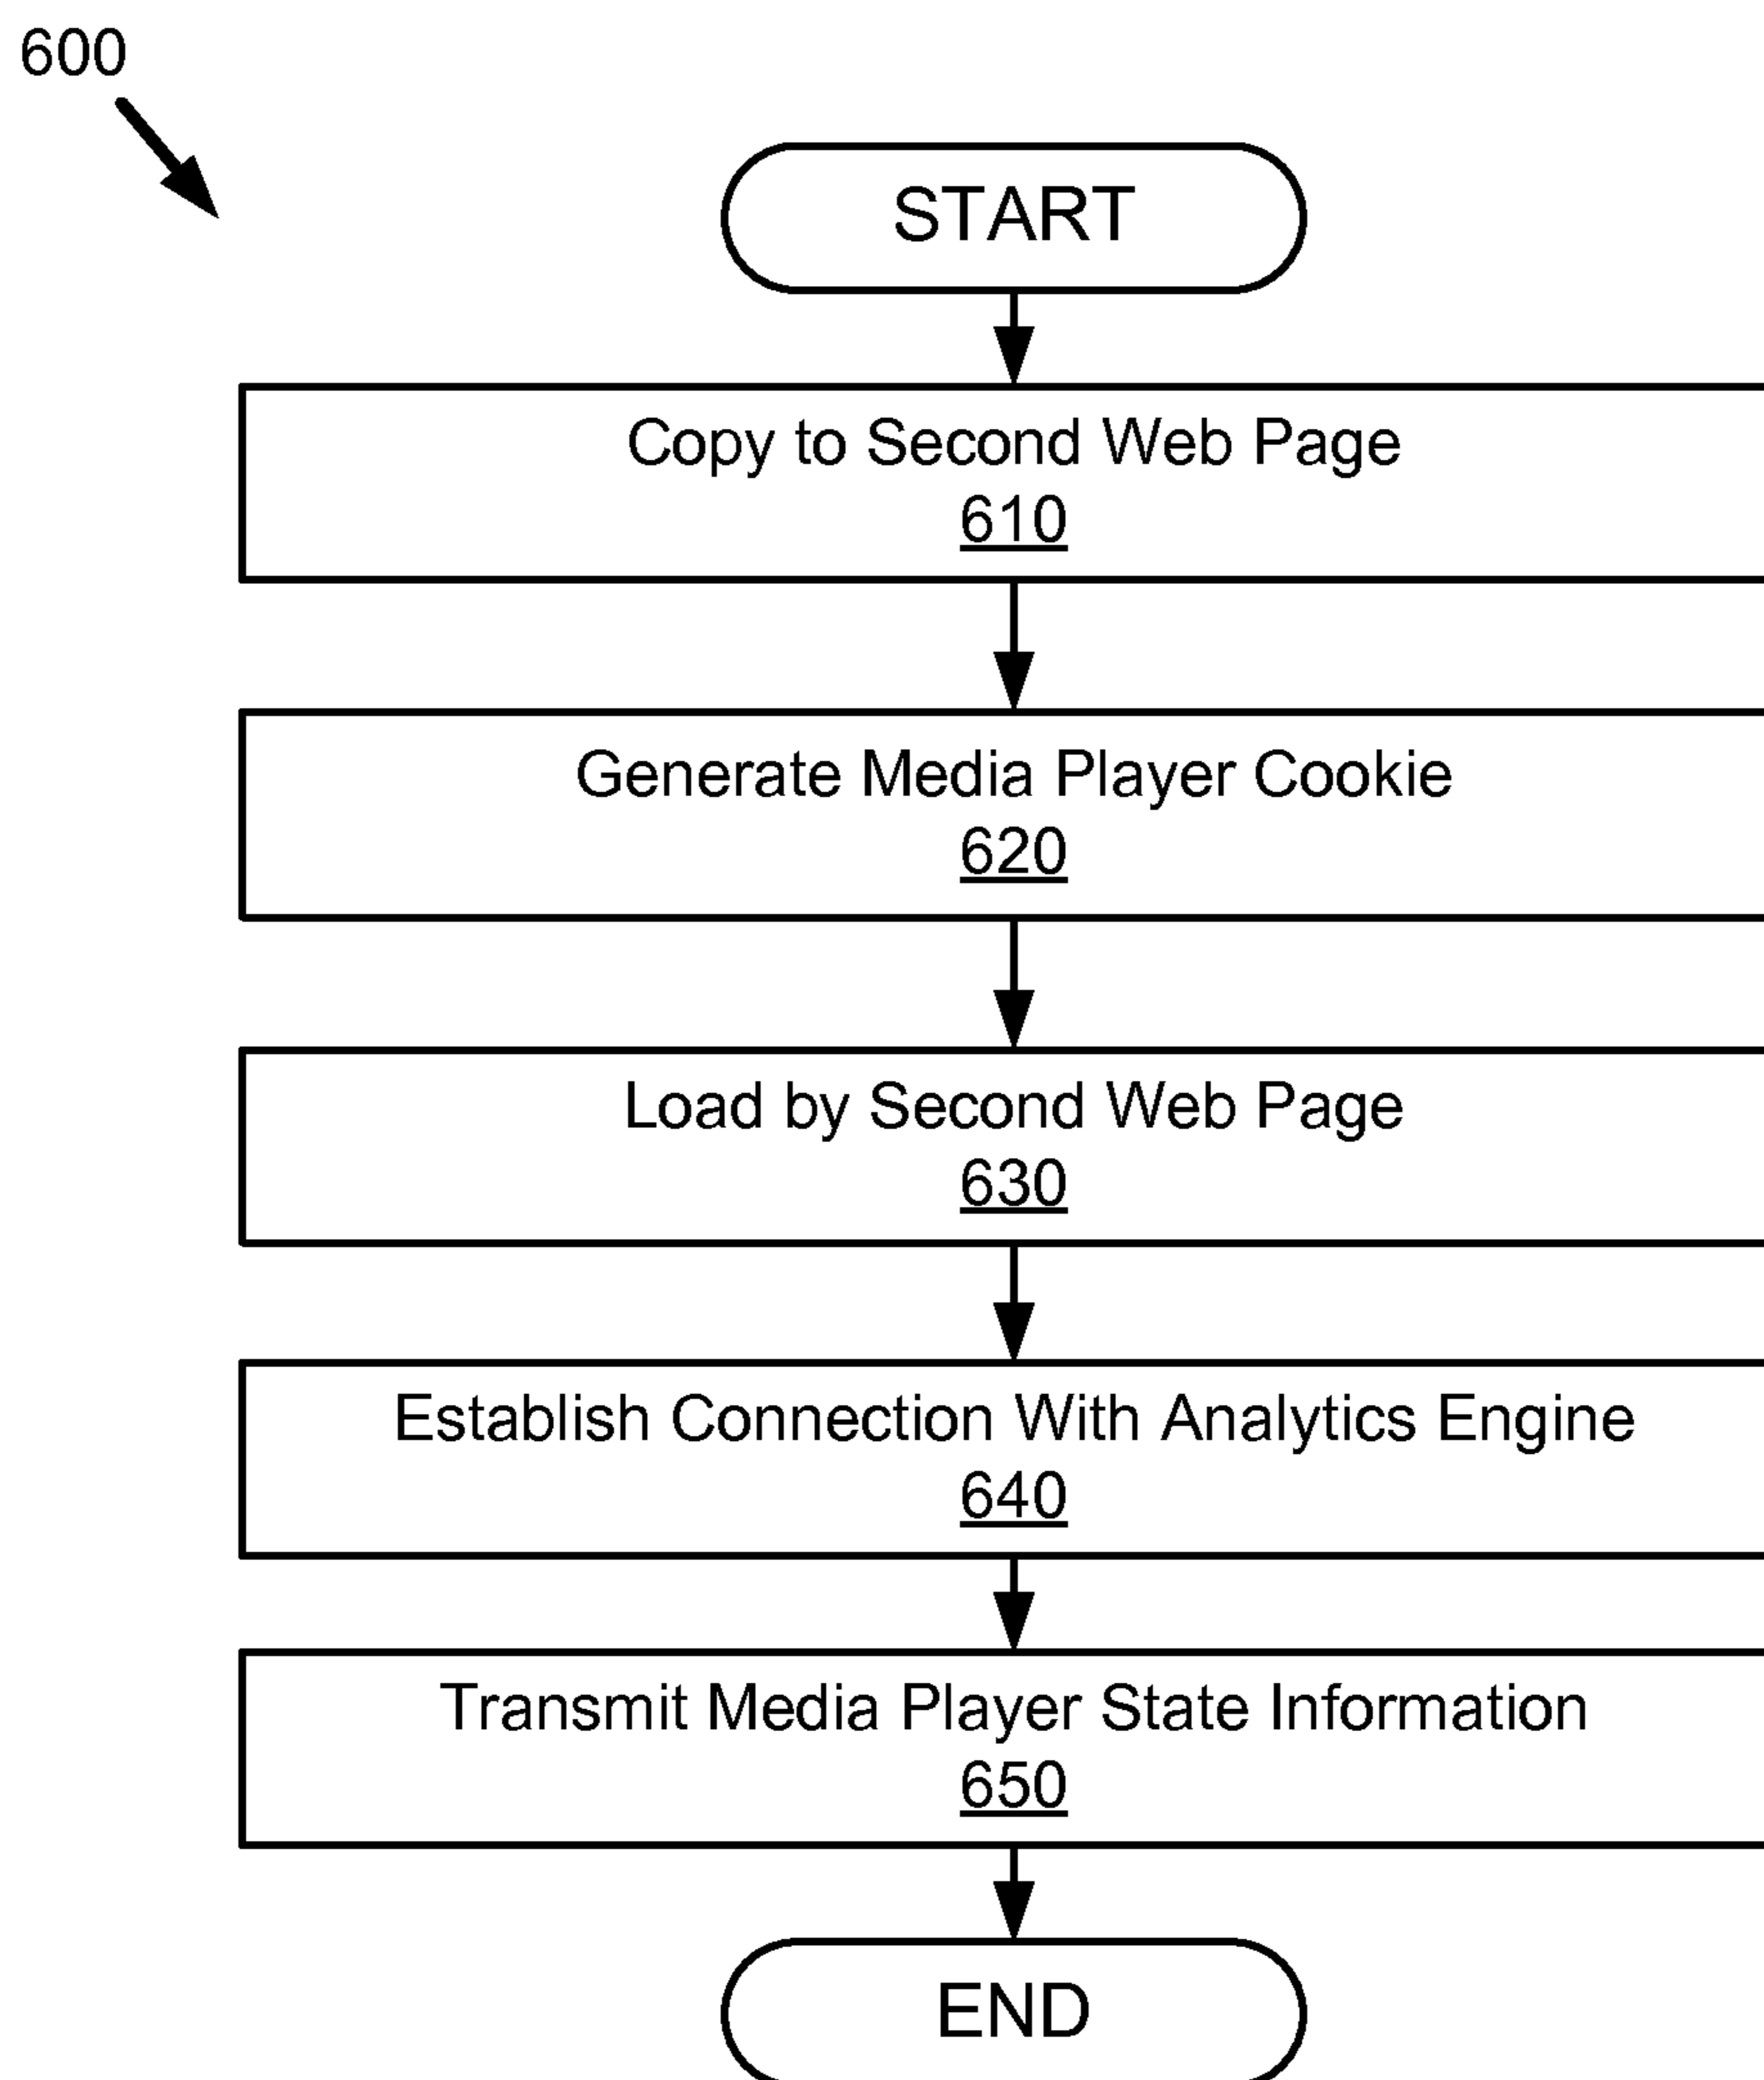 600
START
Copy to Second Web Page
610
Generate Media Player Cookie
620
Load by Second Web Page
630
Establish Connection With Analytics Engine
640
Transmit Media Player State Information
650
END